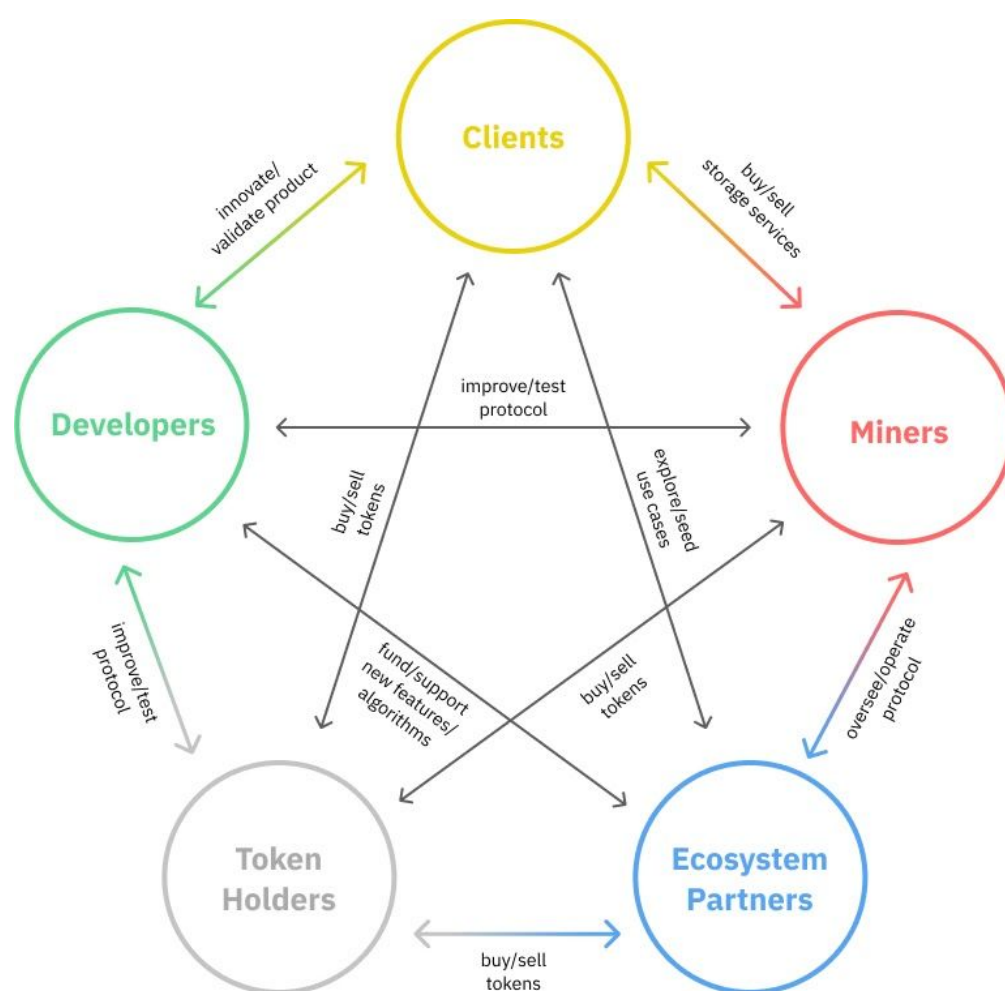 Clients
innovate/
validate product
buy/sell
storage services
improve/test
protocol
Developers
Miners
buy/sell
tokens
explore/seed
use cases
improve/test
protocol
fund/support
new features/
algorithms
buy/sell
tokens
oversee/operate
protocol
Token
Holders
Ecosystem
Partners
buy/sell
tokens